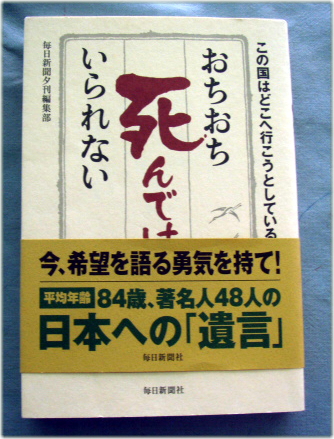 この国はどこへ行こうとしている
おちおち
死んでは
いられない
毎日新聞夕刊編集部
今、希望を語る勇気を持て!
平均年齢84歳、著名人48人の
日本への「遺言」
毎日新聞社
毎日新聞社